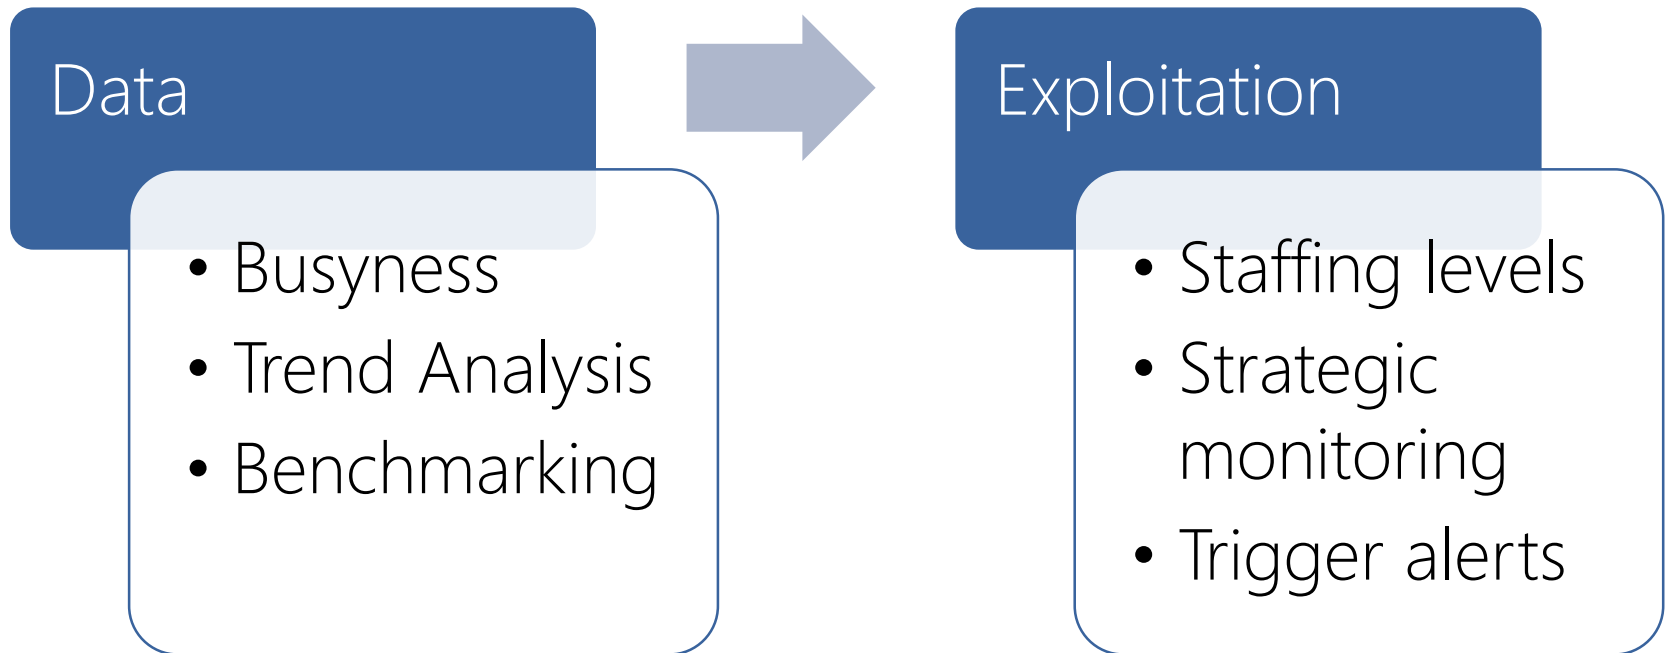 Data
• Busyness
• Trend Analysis
• Benchmarking
Exploitation
• Staffing levels
• Strategic
monitoring
• Trigger alerts